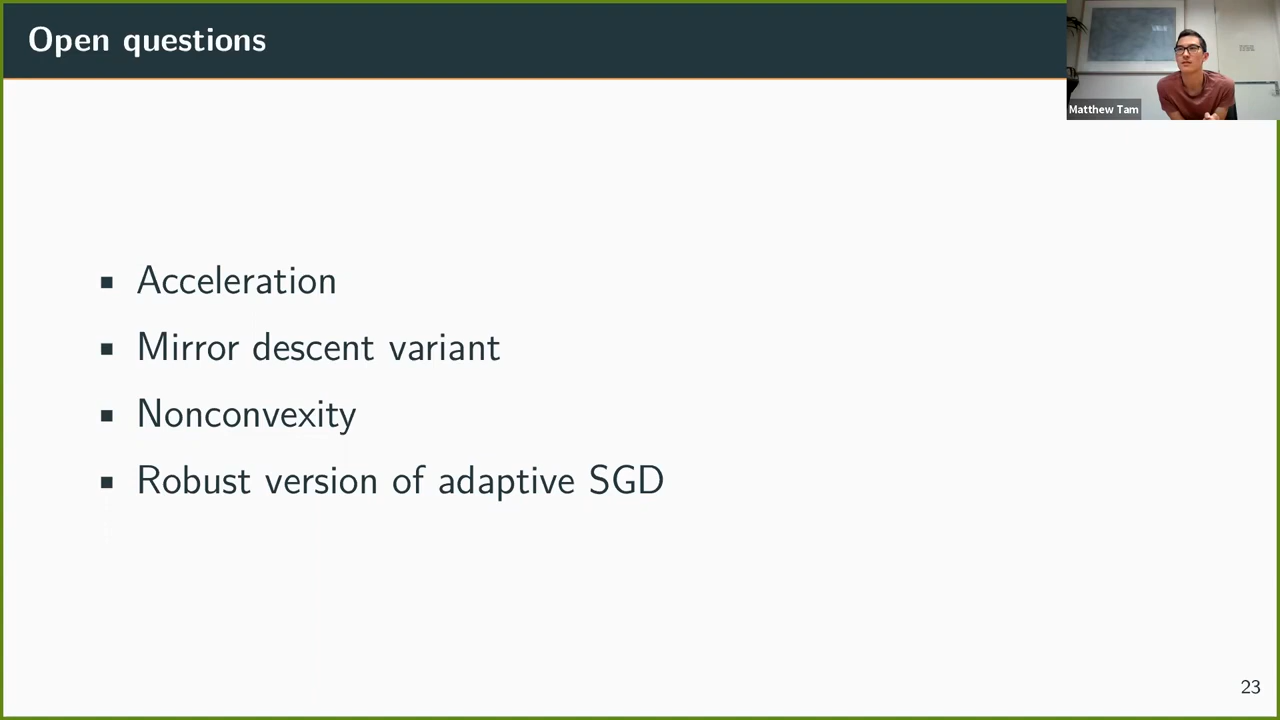 Open questions
Matthew Tam
Acceleration
Mirror descent variant
Nonconvexity
Robust version of adaptive SGD
23